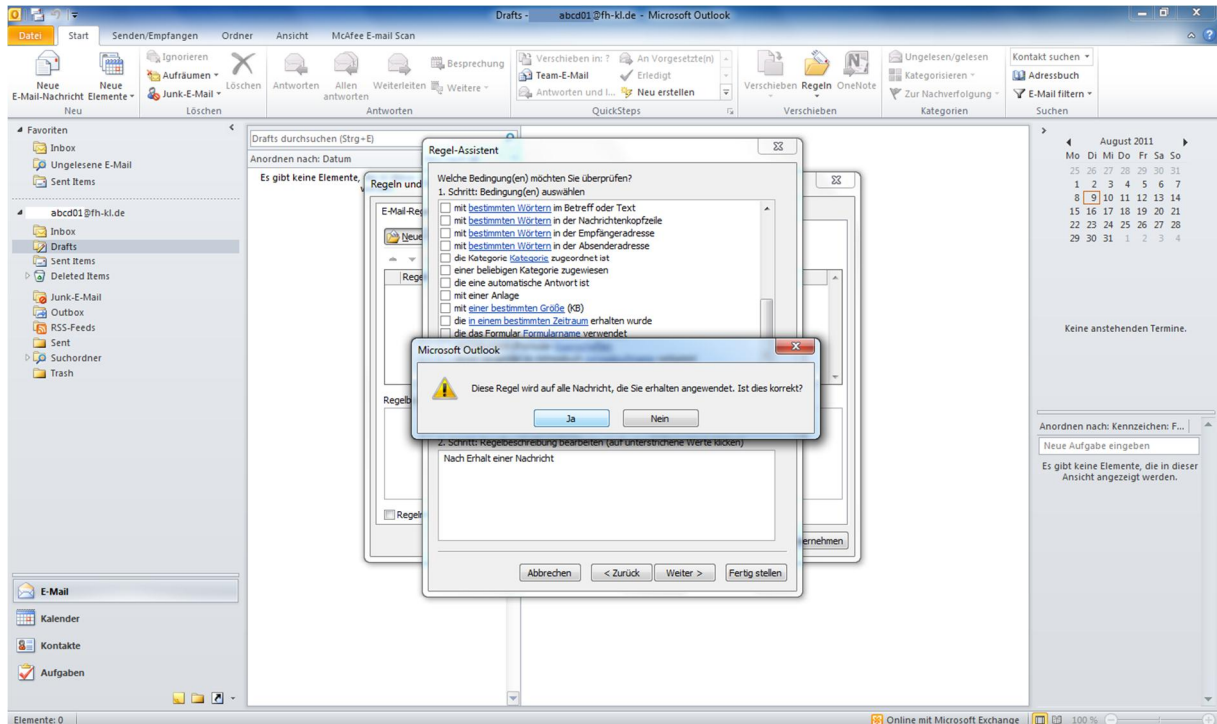 Drafts - abcd01@fh-kl.de - Microsoft Outlook
Datei Start Senden/Empfangen Ordner Ansicht McAfee E-mail Scan
Neue E-Mail-Nachricht
Neue Elemente
Neu
Ignorieren
Aufräumen
Junk-E-Mail
Löschen
Löschen
Antworten
Allen antworten
Weiterleiten
Besprechung
Weitere
Antworten
Verschieben in: ?
Team-E-Mail
Antworten und l...
An Vorgesetzte(n)
Erledigt
Neu erstellen
QuickSteps
Verschieben
Regeln
OneNote
Verschieben
Ungelesen/gelesen
Kategorisieren
Zur Nachverfolgung
Kategorien
Kontakt suchen
Adressbuch
E-Mail filtern
Suchen
Favoriten
Inbox
Ungelesene E-Mail
Sent Items
abcd01@fh-kl.de
Inbox
Drafts
Sent Items
Deleted Items
Junk-E-Mail
Outbox
RSS-Feeds
Sent
Suchordner
Trash
E-Mail
Kalender
Kontakte
Aufgaben
Drafts durchsuchen (Strg+E)
Anordnen nach: Datum
Es gibt keine Elemente,
Regeln und
E-Mail-Reg
Neue
Rege
Regelb
Regeln
ernehmen
Regel-Assistent
Welche Bedingung(en) möchten Sie überprüfen?
1. Schritt: Bedingung(en) auswählen
mit bestimmten Wörtern im Betreff oder Text
mit bestimmten Wörtern in der Nachrichtenkopfzeile
mit bestimmten Wörtern in der Empfängeradresse
mit bestimmten Wörtern in der Absenderadresse
die Kategorie Kategorie zugeordnet ist
einer beliebigen Kategorie zugewiesen
die eine automatische Antwort ist
mit einer Anlage
mit einer bestimmten Größe (KB)
die in einem bestimmten Zeitraum erhalten wurde
die das Formular Formularname verwendet
Microsoft Outlook
Diese Regel wird auf alle Nachricht, die Sie erhalten angewendet. Ist dies korrekt?
Ja Nein
2. Schritt: Regelbeschreibung bearbeiten (auf unterstrichene Werte klicken)
Nach Erhalt einer Nachricht
Abbrechen < Zurück Weiter > Fertig stellen
August 2011
Mo Di Mi Do Fr Sa So
25 26 27 28 29 30 31
1 2 3 4 5 6 7
8 9 10 11 12 13 14
15 16 17 18 19 20 21
22 23 24 25 26 27 28
29 30 31 1 2 3 4
Keine anstehenden Termine.
Anordnen nach: Kennzeichen: F...
Neue Aufgabe eingeben
Es gibt keine Elemente, die in dieser
Ansicht angezeigt werden.
Elemente: 0
Online mit Microsoft Exchange
100 %